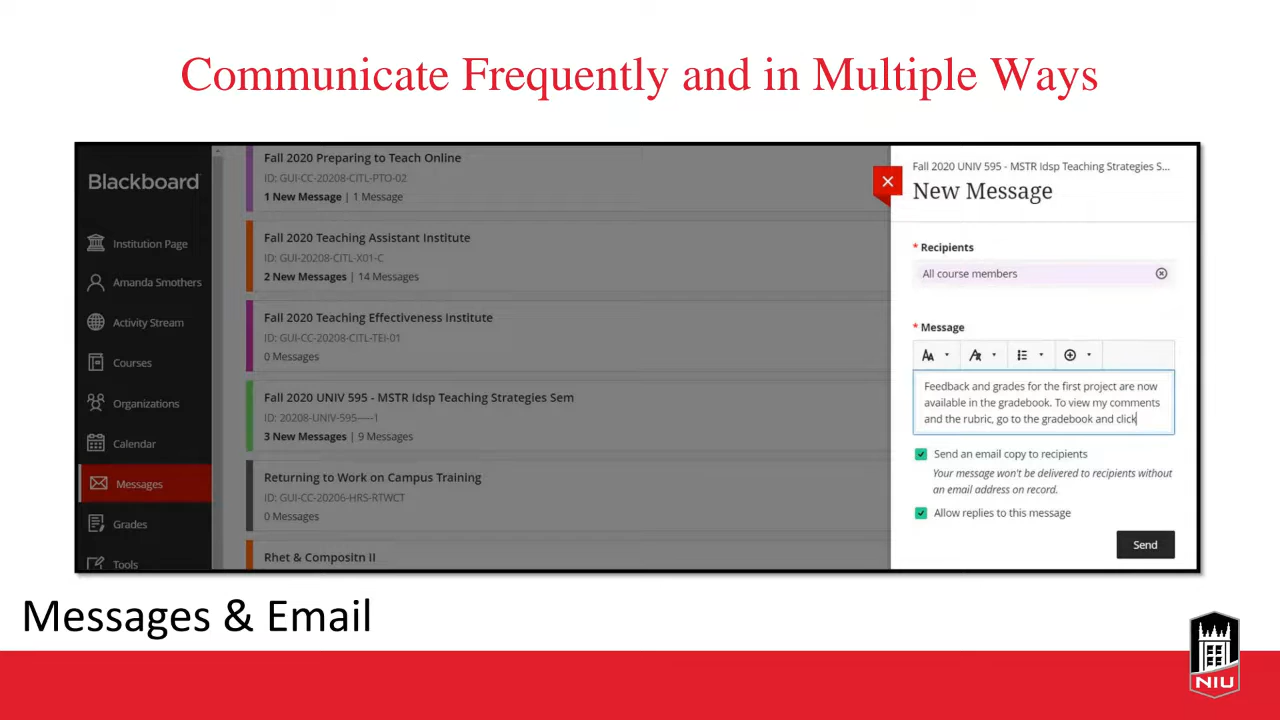 Communicate Frequently and in Multiple Ways
Blackboard
Institution Page
Amanda Smothers
Activity Stream
Courses
Organizations
Calendar
Messages
Grades
Tools
Fall 2020 Preparing to Teach Online
ID: GUI-CC-20208-CITL-PTO-02
1 New Message | 1 Message
Fall 2020 Teaching Assistant Institute
ID: GUI-20208-CITL-X01-C
2 New Messages | 14 Messages
Fall 2020 Teaching Effectiveness Institute
ID: GUI-CC-20208-CITL-TEI-01
0 Messages
Fall 2020 UNIV 595 - MSTR Idsp Teaching Strategies Sem
ID: 20208-UNIV-595-----1
3 New Messages | 9 Messages
Returning to Work on Campus Training
ID: GUI-CC-20206-HRS-RTWCT
0 Messages
Rhet & Compositn II
Fall 2020 UNIV 595 - MSTR Idsp Teaching Strategies S...
New Message
* Recipients
All course members
* Message
Feedback and grades for the first project are now
available in the gradebook. To view my comments
and the rubric, go to the gradebook and click
Send an email copy to recipients
Your message won't be delivered to recipients without
an email address on record.
Allow replies to this message
Send
Messages & Email
NIU